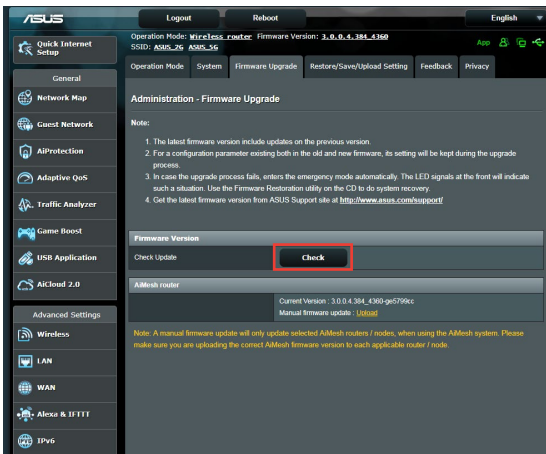 ASUS
Logout
Reboot
English
Quick Internet
Setup
Operation Mode: Wireless router Firmware Version: 3.0.0.4.384_4360
SSID: ASUS_2G ASUS_5G
App
Operation Mode System Firmware Upgrade Restore/Save/Upload Setting Feedback Privacy
General
Network Map
Guest Network
AiProtection
Adaptive QoS
Traffic Analyzer
Game Boost
USB Application
AiCloud 2.0
Advanced Settings
Wireless
LAN
WAN
Alexa & IFTTT
IPv6
Administration - Firmware Upgrade
Note:
1. The latest firmware version include updates on the previous version.
2. For a configuration parameter existing both in the old and new firmware, its setting will be kept during the upgrade
process.
3. In case the upgrade process fails, enters the emergency mode automatically. The LED signals at the front will indicate
such a situation. Use the Firmware Restoration utility on the CD to do system recovery.
4. Get the latest firmware version from ASUS Support site at http://www.asus.com/support/
Firmware Version
Check Update
Check
AiMesh router
Current Version : 3.0.0.4.384_4360-ge5799cc
Manual firmware update : Upload
Note: A manual firmware update will only update selected AiMesh routers / nodes, when using the AiMesh system. Please
make sure you are uploading the correct AiMesh firmware version to each applicable router / node.